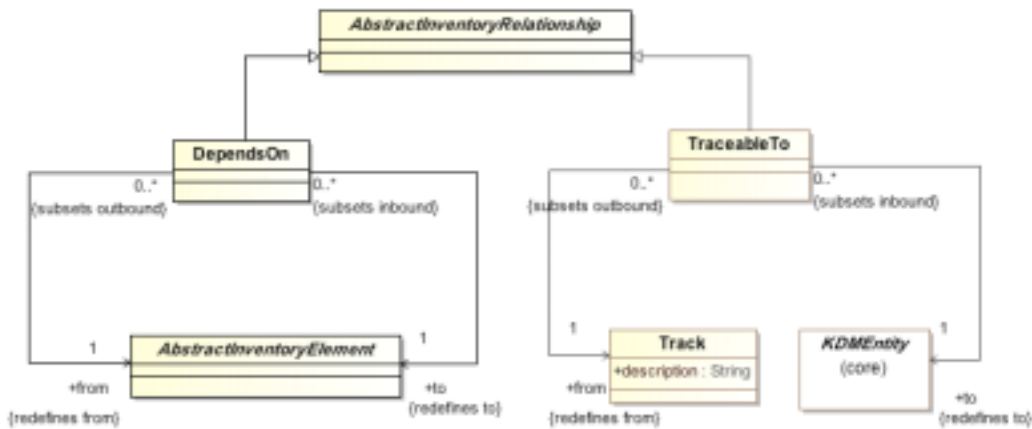 AbstractInventoryRelationship
DependsOn
0..*
{subsets outbound}
0..*
{subsets inbound}
TraceableTo
0..*
{subsets outbound}
0..*
{subsets inbound}
1
AbstractInventoryElement
1
+from
{redefines from}
+to
{redefines to}
1
Track
+description : String
+from
{redefines from}
KDMEntity
(core)
1
+to
{redefines to}